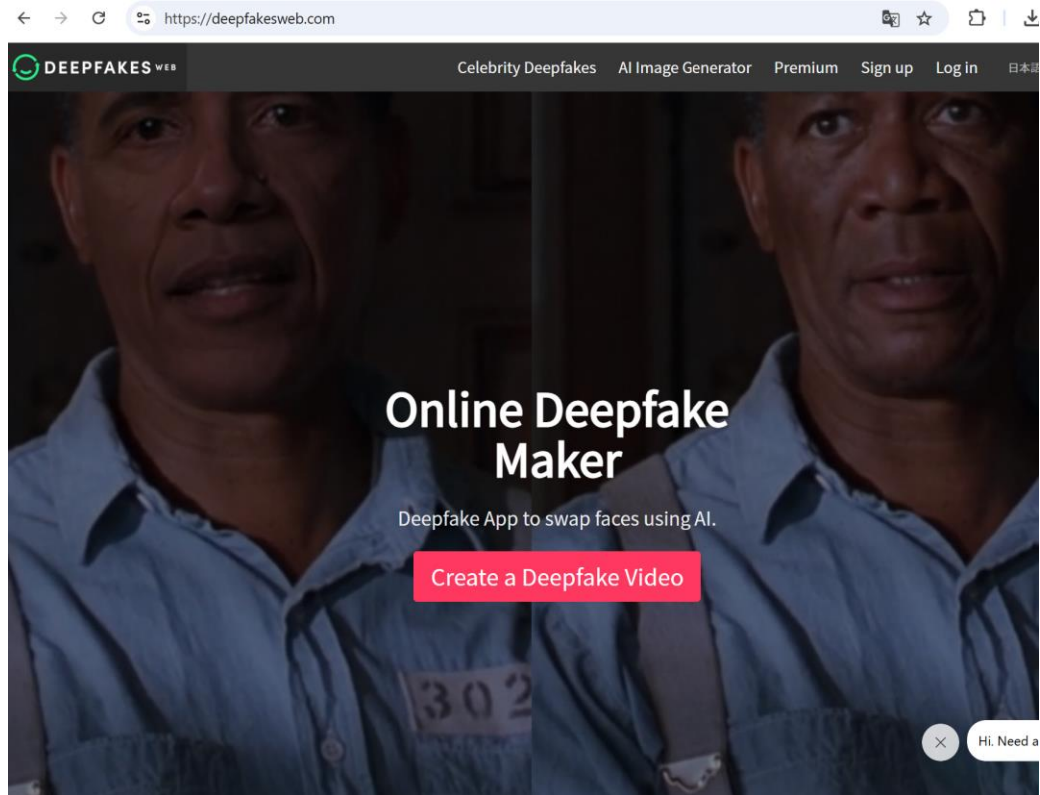 https://deepfakesweb.com
DEEPFAKES WEB
Celebrity Deepfakes AI Image Generator Premium Sign up Log in 日本語
Online Deepfake
Maker
Deepfake App to swap faces using AI.
Create a Deepfake Video
302
Hi. Need a